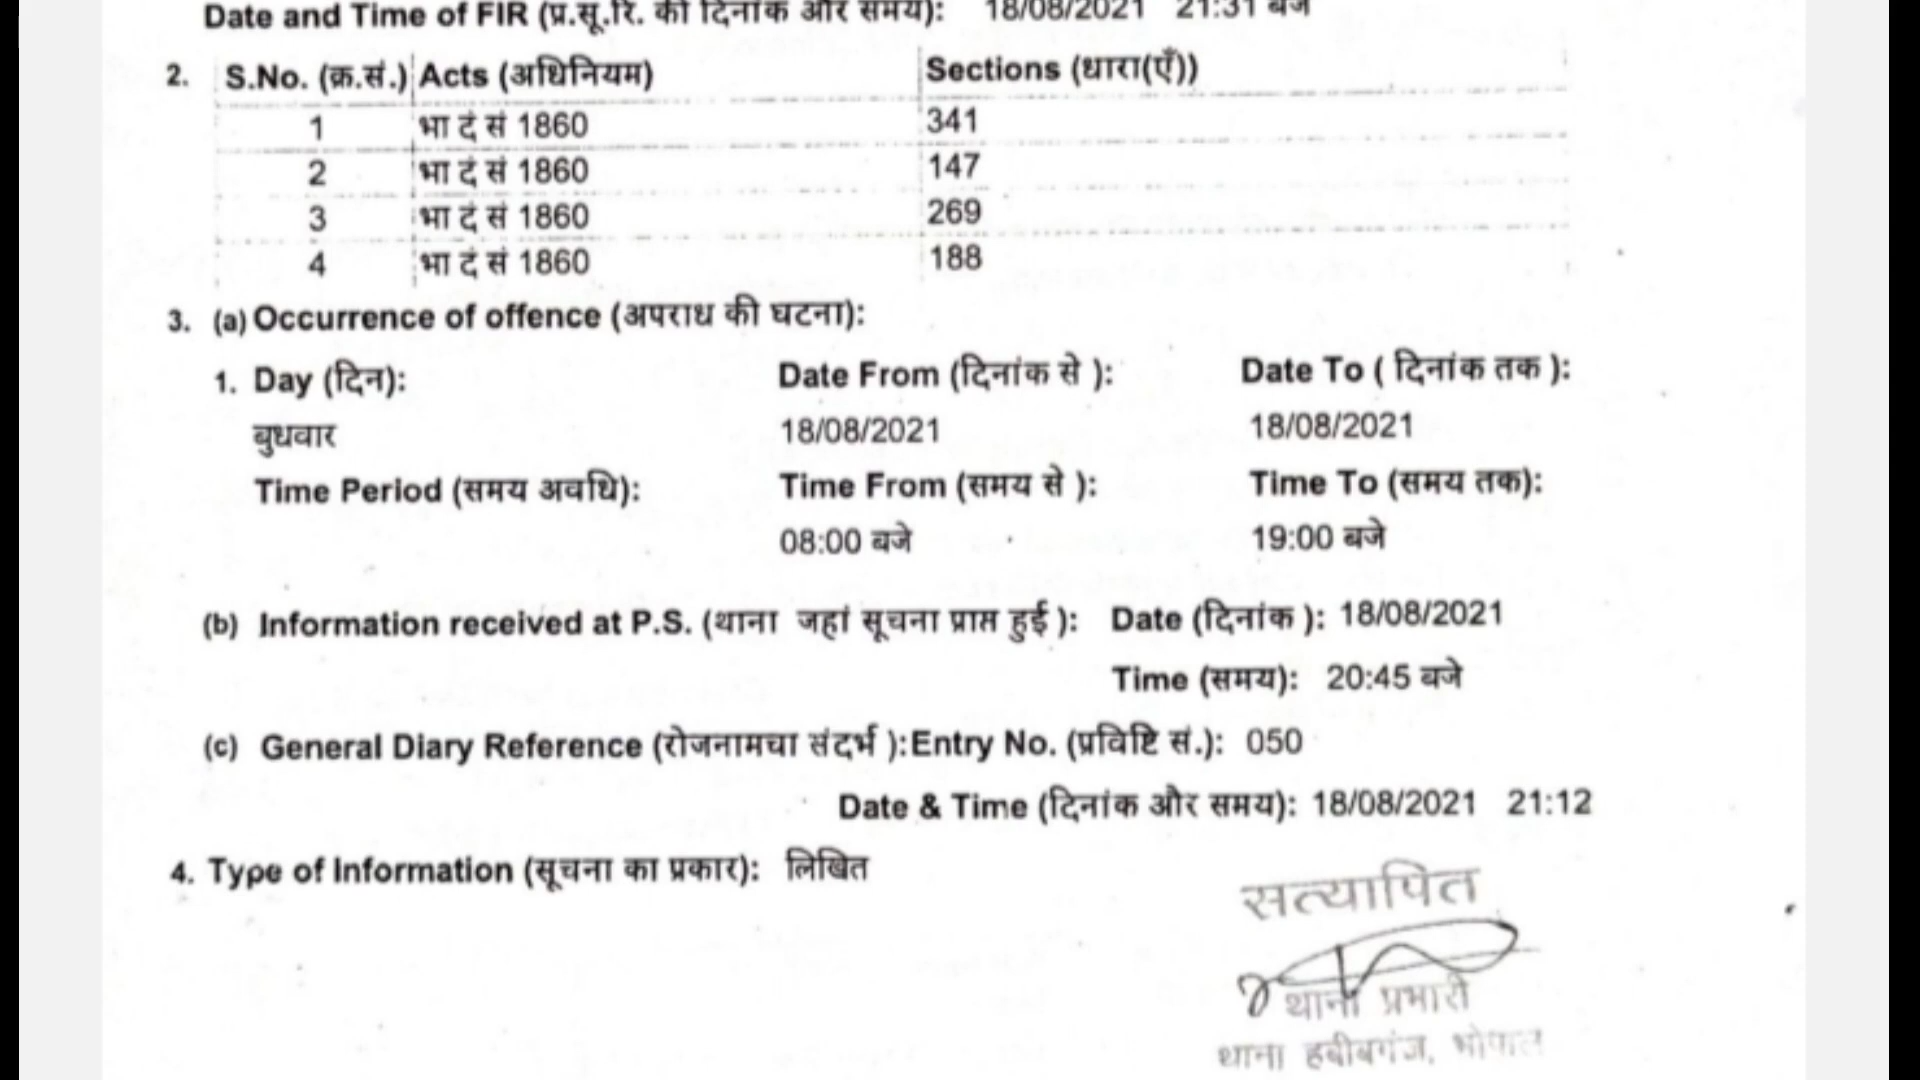 Date and Time of FIR (प्र.सू.रि. की दिनांक और समय): 18/08/2021 21:31 बजे
2. S.No. (क्र.सं.) Acts (अधिनियम) Sections (धारा(एँ))
1 भा दं सं 1860 341
2 भा दं सं 1860 147
3 भा दं सं 1860 269
4 भा दं सं 1860 188
3. (a) Occurrence of offence (अपराध की घटना):
1. Day (दिन): Date From (दिनांक से ): Date To ( दिनांक तक ):
बुधवार 18/08/2021 18/08/2021
Time Period (समय अवधि): Time From (समय से ): Time To (समय तक):
08:00 बजे 19:00 बजे
(b) Information received at P.S. (थाना जहां सूचना प्राप्त हुई ): Date (दिनांक ): 18/08/2021
Time (समय): 20:45 बजे
(c) General Diary Reference (रोजनामचा संदर्भ ):Entry No. (प्रविष्टि सं.): 050
Date & Time (दिनांक और समय): 18/08/2021 21:12
4. Type of Information (सूचना का प्रकार): लिखित
सत्यापित
थाना प्रभारी
थाना हबीबगंज, भोपाल